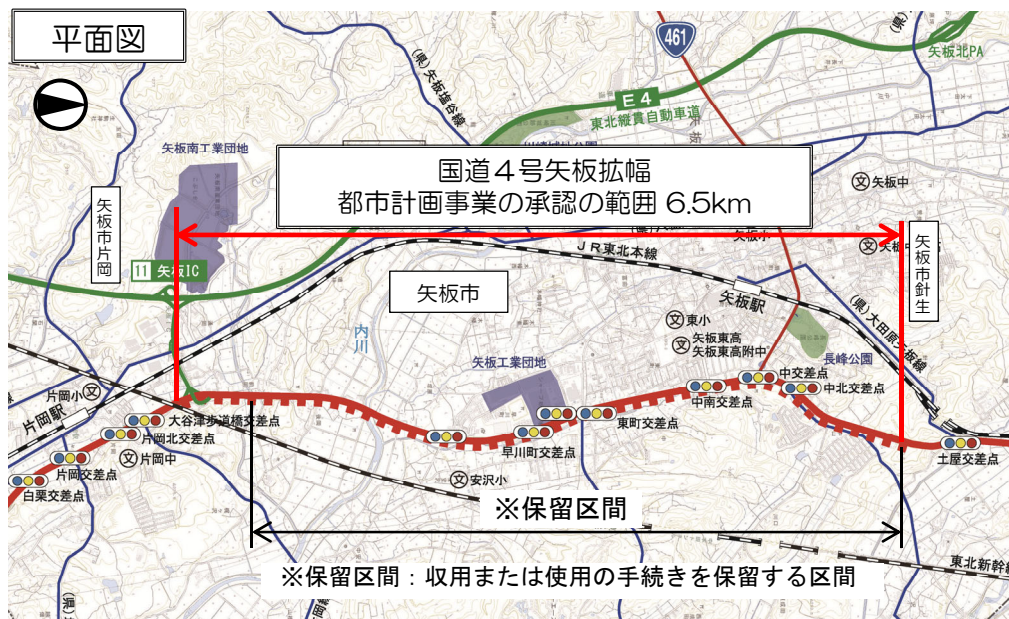 平面図
461
矢板北PA
(県)矢板塩谷線
E4
東北縦貫自動車道
矢板南工業団地
国道4号矢板拡幅
都市計画事業の承認の範囲 6.5km
矢板中
矢板市片岡
矢板小
JR東北本線
矢板市針生
11 矢板IC
矢板市
矢板駅
(県)大田原矢板線
東小
内川
矢板東高
矢板東高附中
長峰公園
矢板工業団地
片岡小
片岡駅
中交差点
中北交差点
中南交差点
大谷津歩道橋交差点
片岡北交差点
東町交差点
早川町交差点
片岡中
片岡交差点
土屋交差点
白栗交差点
安沢小
※保留区間
東北新幹線
※保留区間：収用または使用の手続きを保留する区間